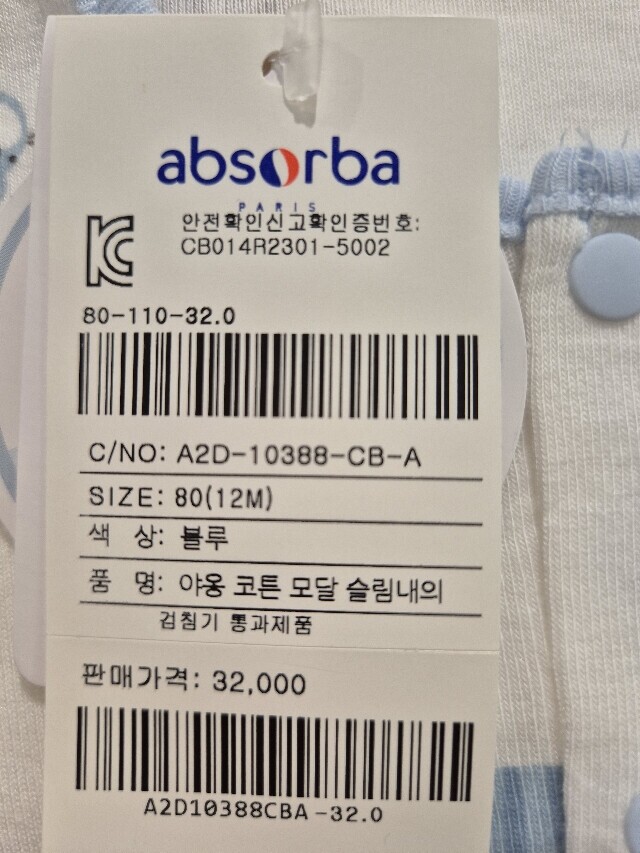 absorba
PARIS
안전확인신고확인증번호:
CB014R2301-5002
80-110-32.0
C/NO: A2D-10388-CB-A
SIZE: 80(12M)
색 상: 블루
품 명: 야옹 코튼 모달 슬림내의
검침기 통과제품
판매가격: 32,000
A2D10388CBA-32.0